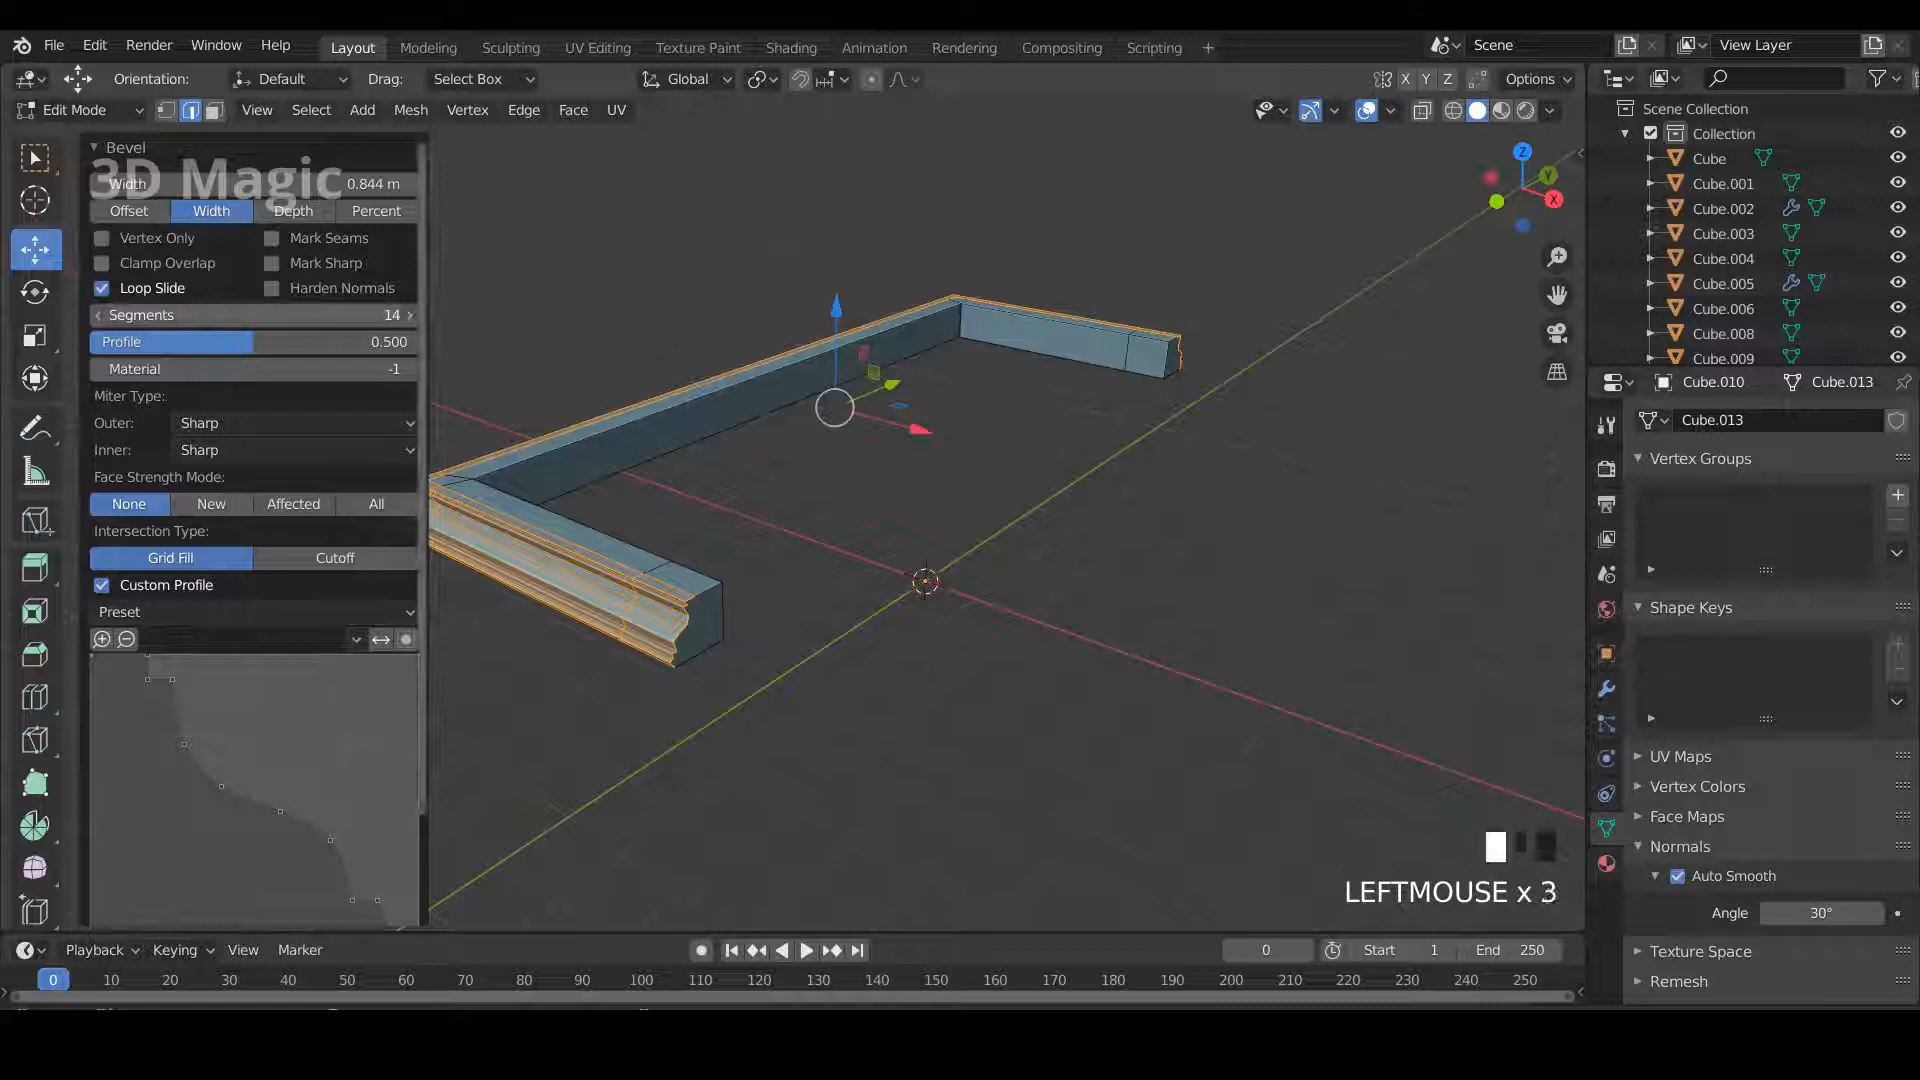 File Edit Render Window Help Layout Modeling Sculpting UV Editing Texture Paint Shading Animation Rendering Compositing Scripting + Scene View Layer
Orientation: Default Drag: Select Box Global X Y Z Options
Edit Mode View Select Add Mesh Vertex Edge Face UV
Bevel
3D Magic
Width 0.844 m
Offset Width Depth Percent
Vertex Only Mark Seams
Clamp Overlap Mark Sharp
Loop Slide Harden Normals
Segments 14
Profile 0.500
Material -1
Miter Type:
Outer: Sharp
Inner: Sharp
Face Strength Mode:
None New Affected All
Intersection Type:
Grid Fill Cutoff
Custom Profile
Preset
Z
Y
X
LEFTMOUSE x 3
Scene Collection
Collection
Cube
Cube.001
Cube.002
Cube.003
Cube.004
Cube.005
Cube.006
Cube.008
Cube.009
Cube.010 Cube.013
Cube.013
Vertex Groups
Shape Keys
UV Maps
Vertex Colors
Face Maps
Normals
Auto Smooth
Angle 30°
Texture Space
Remesh
Playback Keying View Marker 0 Start 1 End 250
0 10 20 30 40 50 60 70 80 90 100 110 120 130 140 150 160 170 180 190 200 210 220 230 240 250